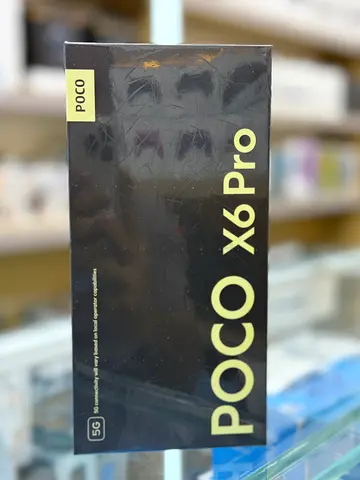 POCO
POCO X6 Pro
5G
5G connectivity will vary based on local operator capabilities